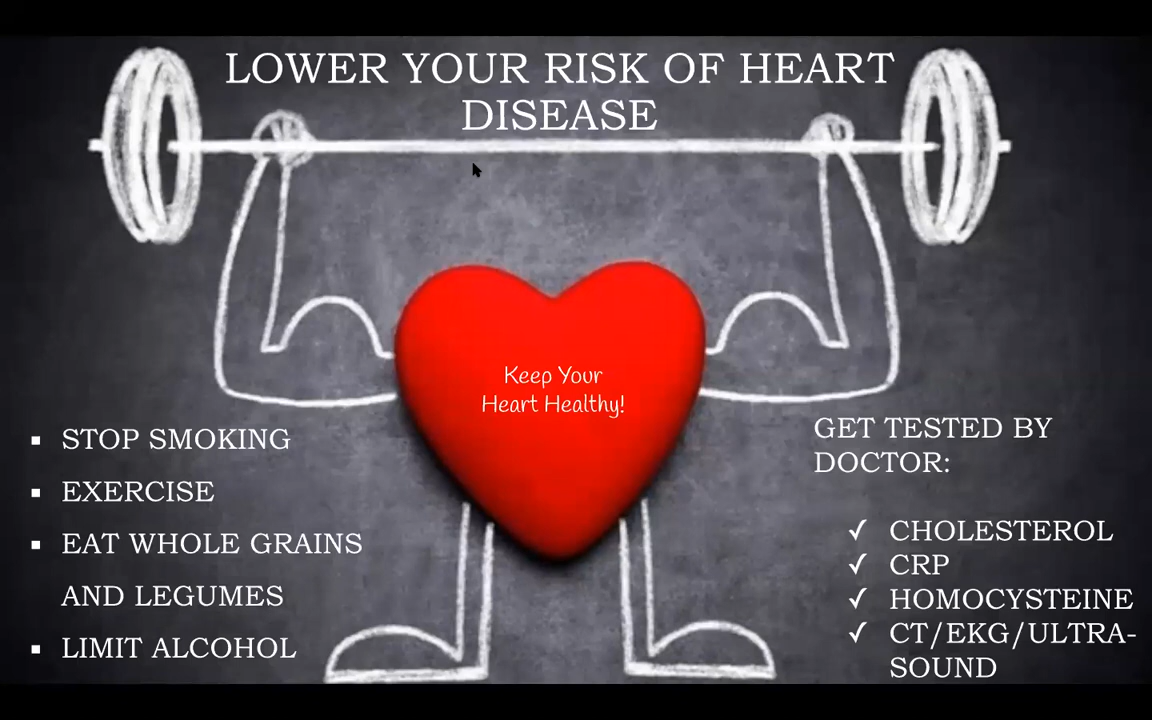 LOWER YOUR RISK OF HEART
DISEASE
Keep Your
Heart Healthy!
▪ STOP SMOKING
▪ EXERCISE
▪ EAT WHOLE GRAINS
AND LEGUMES
▪ LIMIT ALCOHOL
GET TESTED BY
DOCTOR:
✓ CHOLESTEROL
✓ CRP
✓ HOMOCYSTEINE
✓ CT/EKG/ULTRA-
SOUND